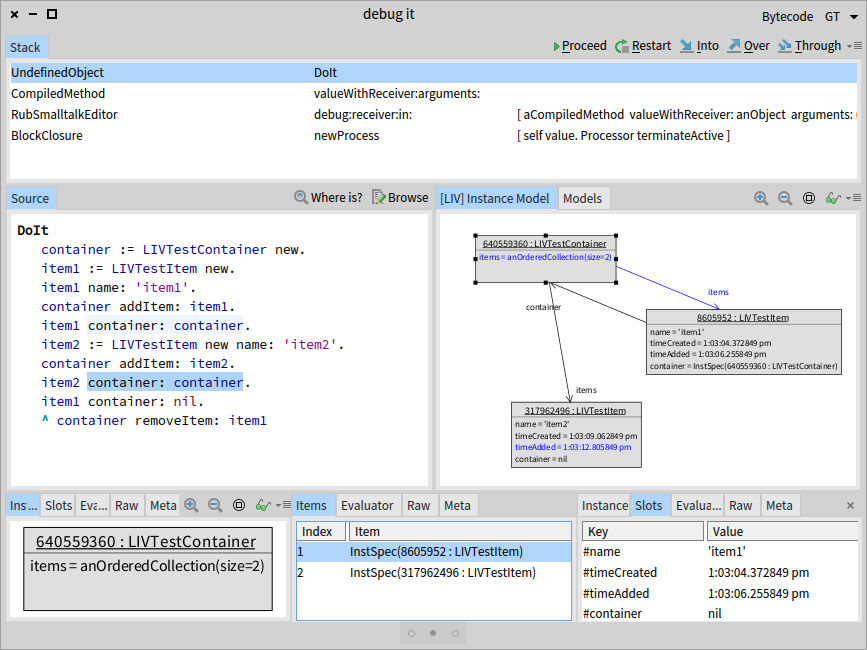 debug it
Bytecode GT
Stack
Proceed Restart Into Over Through
UndefinedObject DoIt
CompiledMethod valueWithReceiver:arguments:
RubSmalltalkEditor debug:receiver:in: [ aCompiledMethod valueWithReceiver: anObject arguments: (
BlockClosure newProcess [ self value. Processor terminateActive ]
Source Where is? Browse
DoIt
container := LIVTestContainer new.
item1 := LIVTestItem new.
item1 name: 'item1'.
container addItem: item1.
item1 container: container.
item2 := LIVTestItem new name: 'item2'.
container addItem: item2.
item2 container: container.
item1 container: nil.
^ container removeItem: item1
[LIV] Instance Model Models
640559360 : LIVTestContainer
items = anOrderedCollection(size=2)
items
container
8605952 : LIVTestItem
name = 'item1'
timeCreated = 1:03:04.372849 pm
timeAdded = 1:03:06.255849 pm
container = InstSpec(640559360 : LIVTestContainer)
items
317962496 : LIVTestItem
name = 'item2'
timeCreated = 1:03:09.062849 pm
timeAdded = 1:03:12.805849 pm
container = nil
Ins'... Slots Eva... Raw Meta
640559360 : LIVTestContainer
items = anOrderedCollection(size=2)
Items Evaluator Raw Meta
Index Item
1 InstSpec(8605952 : LIVTestItem)
2 InstSpec(317962496 : LIVTestItem)
Instance Slots Evalua... Raw Meta
Key Value
#name 'item1'
#timeCreated 1:03:04.372849 pm
#timeAdded 1:03:06.255849 pm
#container nil